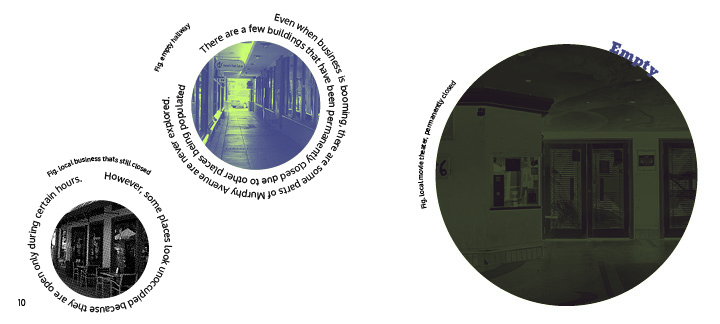 Fig. empty hallway
Even when business is booming, there are some parts of Murphy Avenue are never explored.
There are a few buildings that have been permanently closed due to other places being populated
Fig. local business thats still closed
However, some places look unoccupied because they are open only during certain hours.
10
Empty
Fig. local movie theater, permanently closed